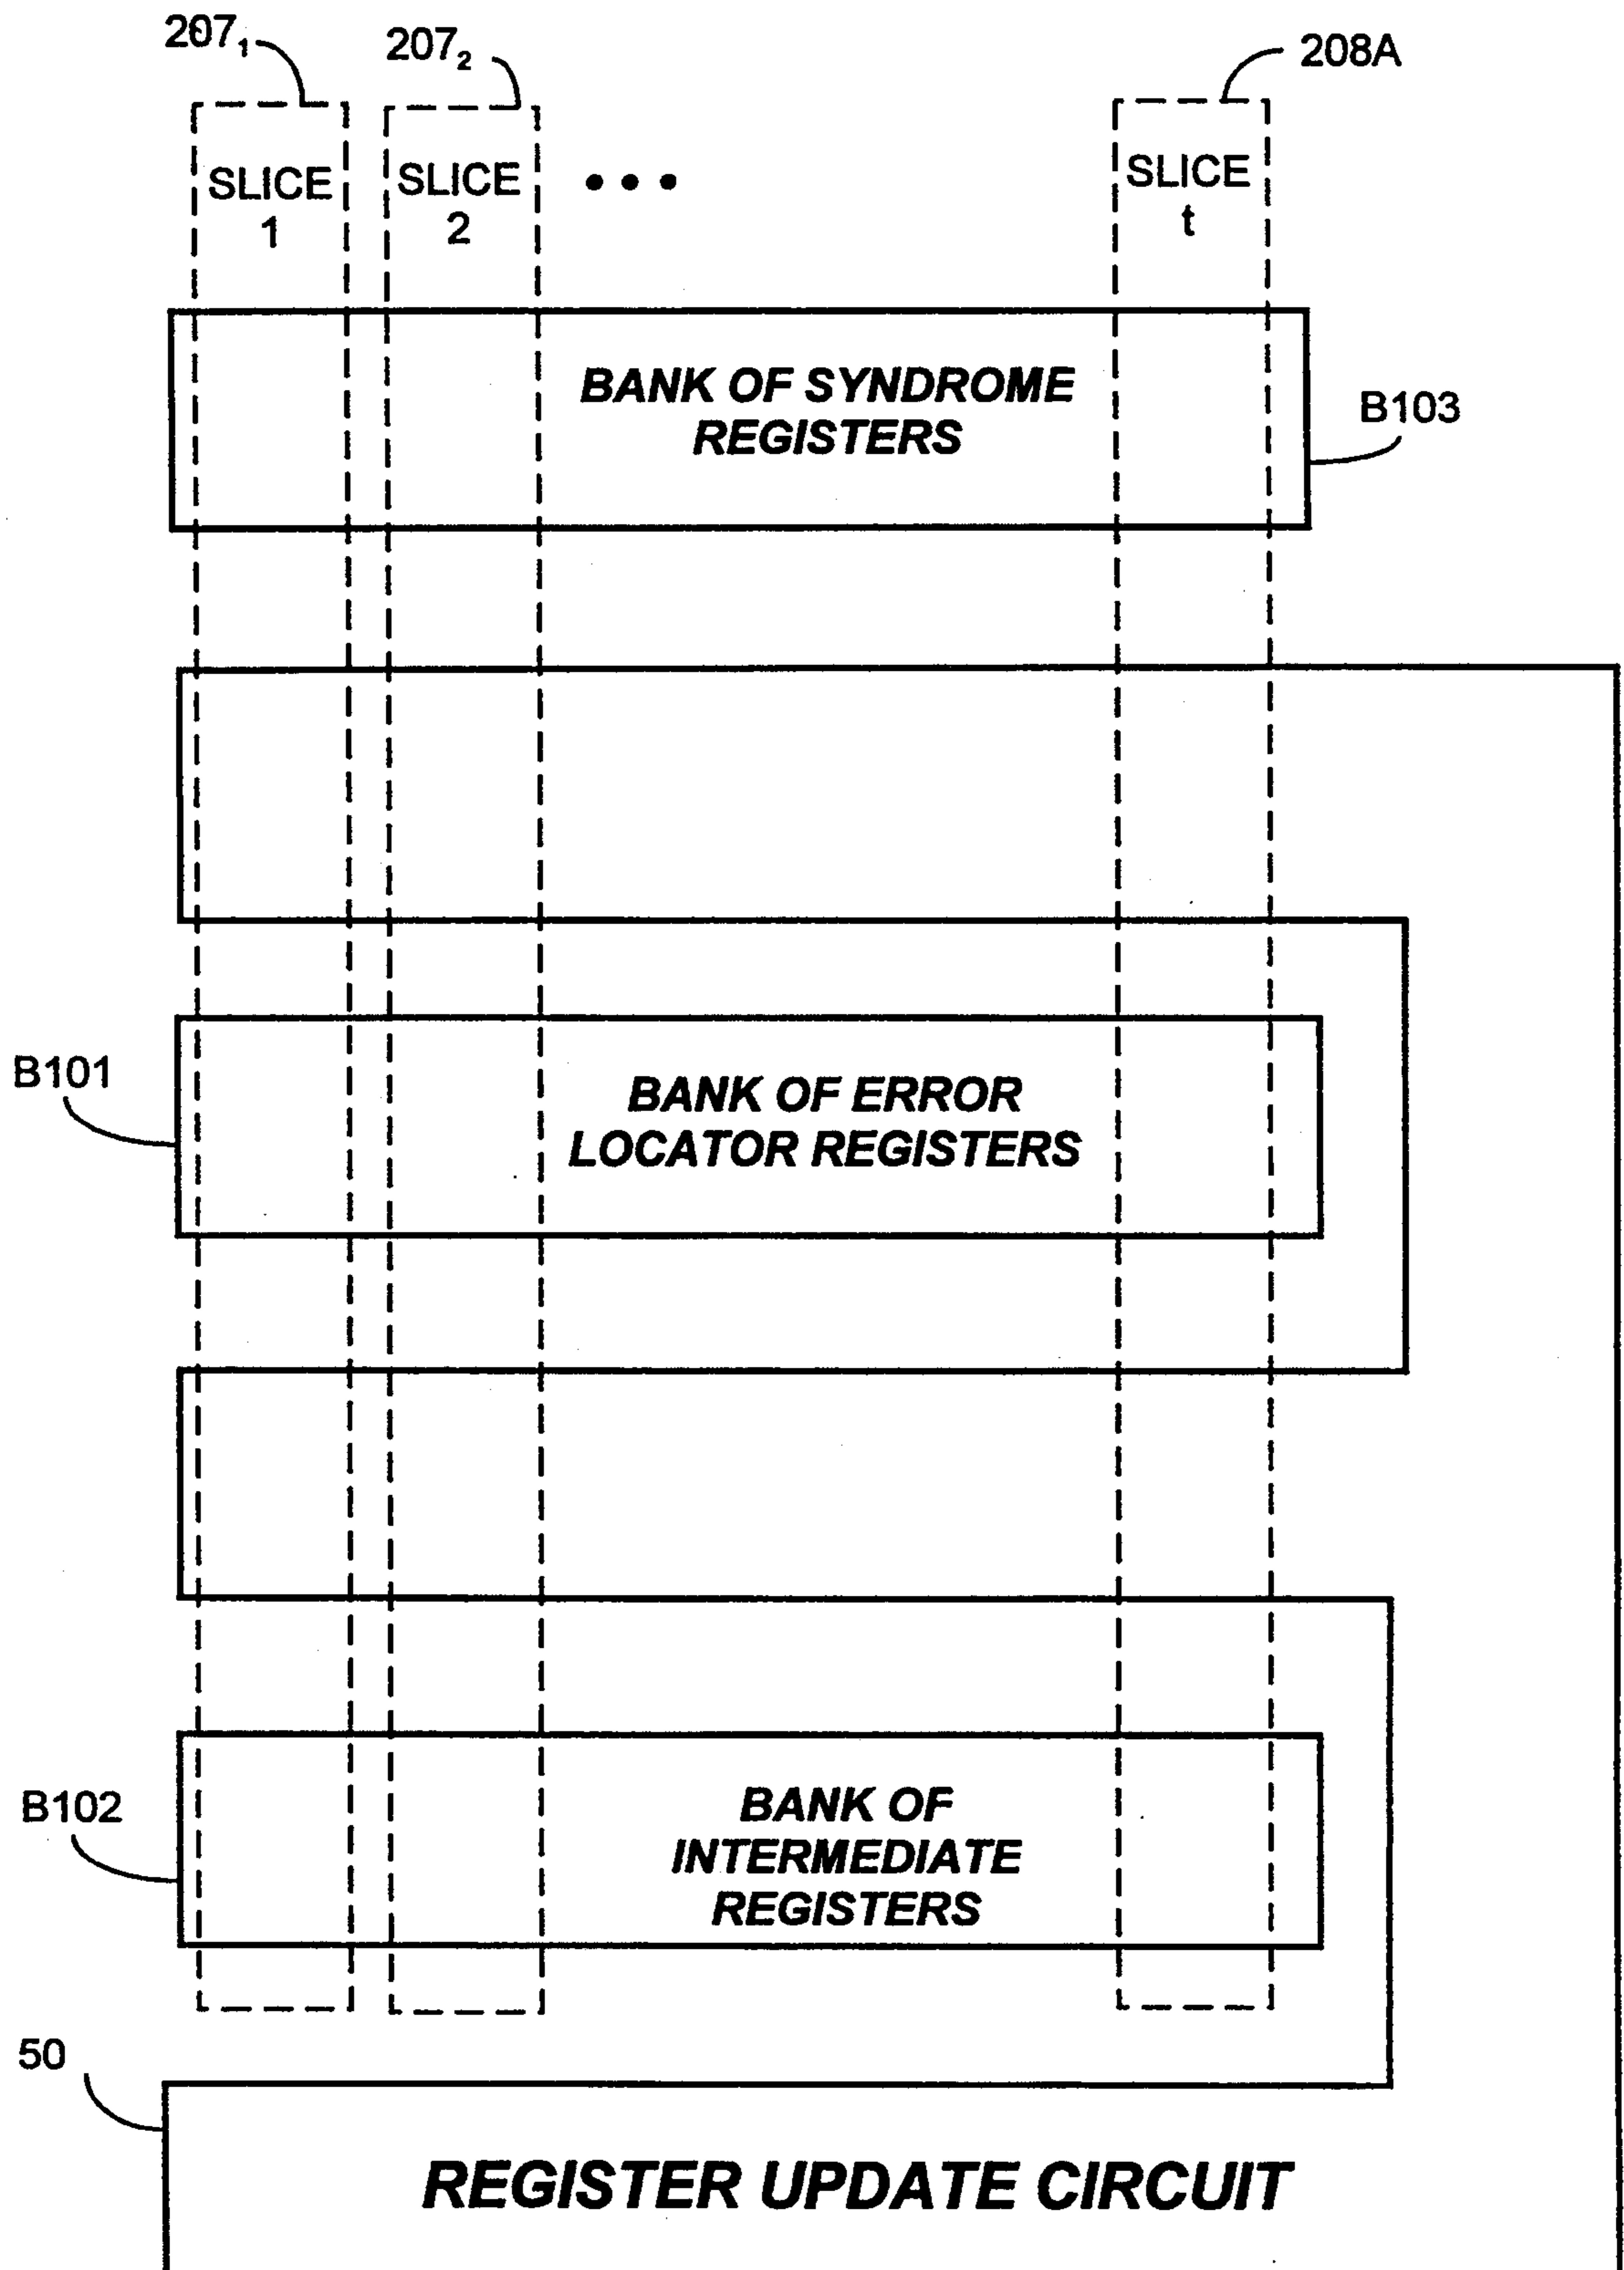 207₁
207₂
208A
SLICE
1
SLICE
2
• • •
SLICE
t
BANK OF SYNDROME
REGISTERS
B103
B101
BANK OF ERROR
LOCATOR REGISTERS
B102
BANK OF
INTERMEDIATE
REGISTERS
50
REGISTER UPDATE CIRCUIT